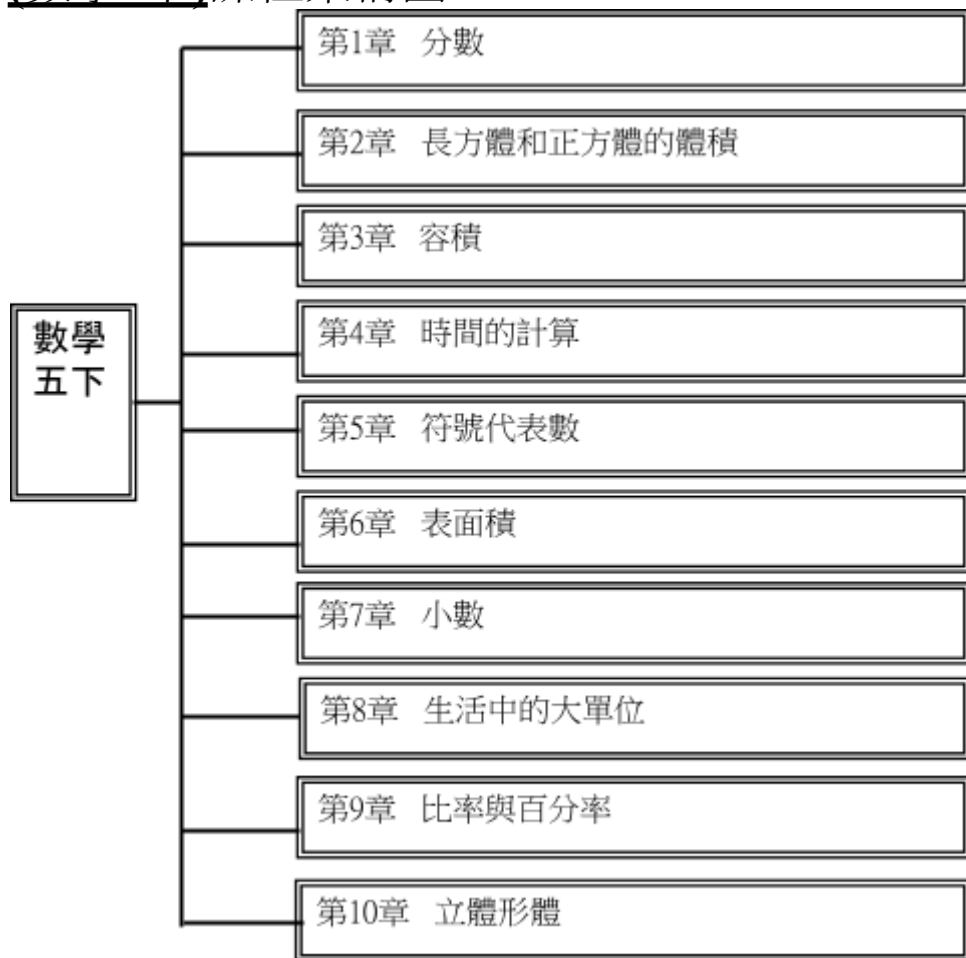 數學
五下
第1章 分數
第2章 長方體和正方體的體積
第3章 容積
第4章 時間的計算
第5章 符號代表數
第6章 表面積
第7章 小數
第8章 生活中的大單位
第9章 比率與百分率
第10章 立體形體